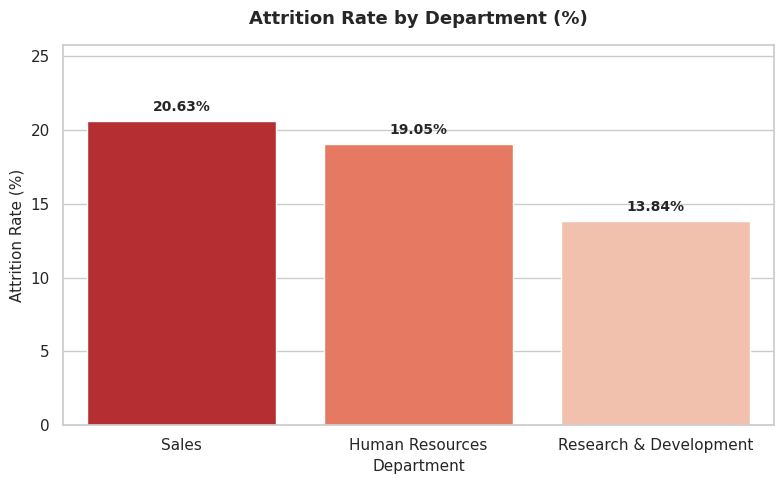 Attrition Rate by Department (%)
Attrition Rate (%)
25
20
15
10
5
0
20.63%
19.05%
13.84%
Sales
Human Resources
Research & Development
Department